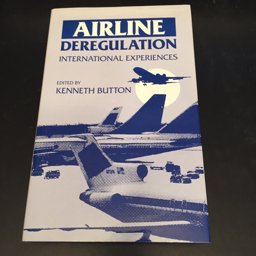 AIRLINE
DEREGULATION
INTERNATIONAL EXPERIENCES
EDITED BY
KENNETH BUTTON